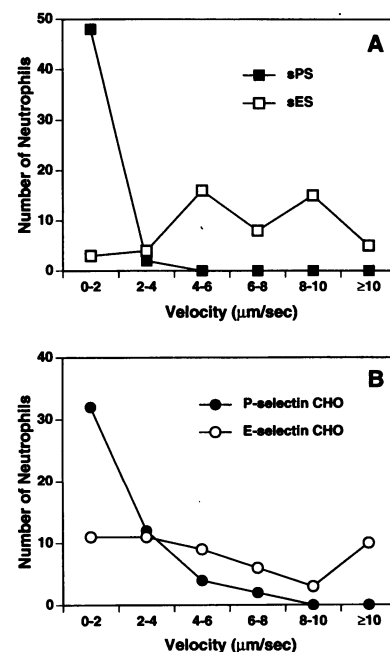 A
50
40
30
20
10
0
Number of Neutrophils
sPS
sES
0-2 2-4 4-6 6-8 8-10 ≥10
Velocity (μm/sec)
B
40
30
20
10
0
Number of Neutrophils
P-selectin CHO
E-selectin CHO
0-2 2-4 4-6 6-8 8-10 ≥10
Velocity (μm/sec)